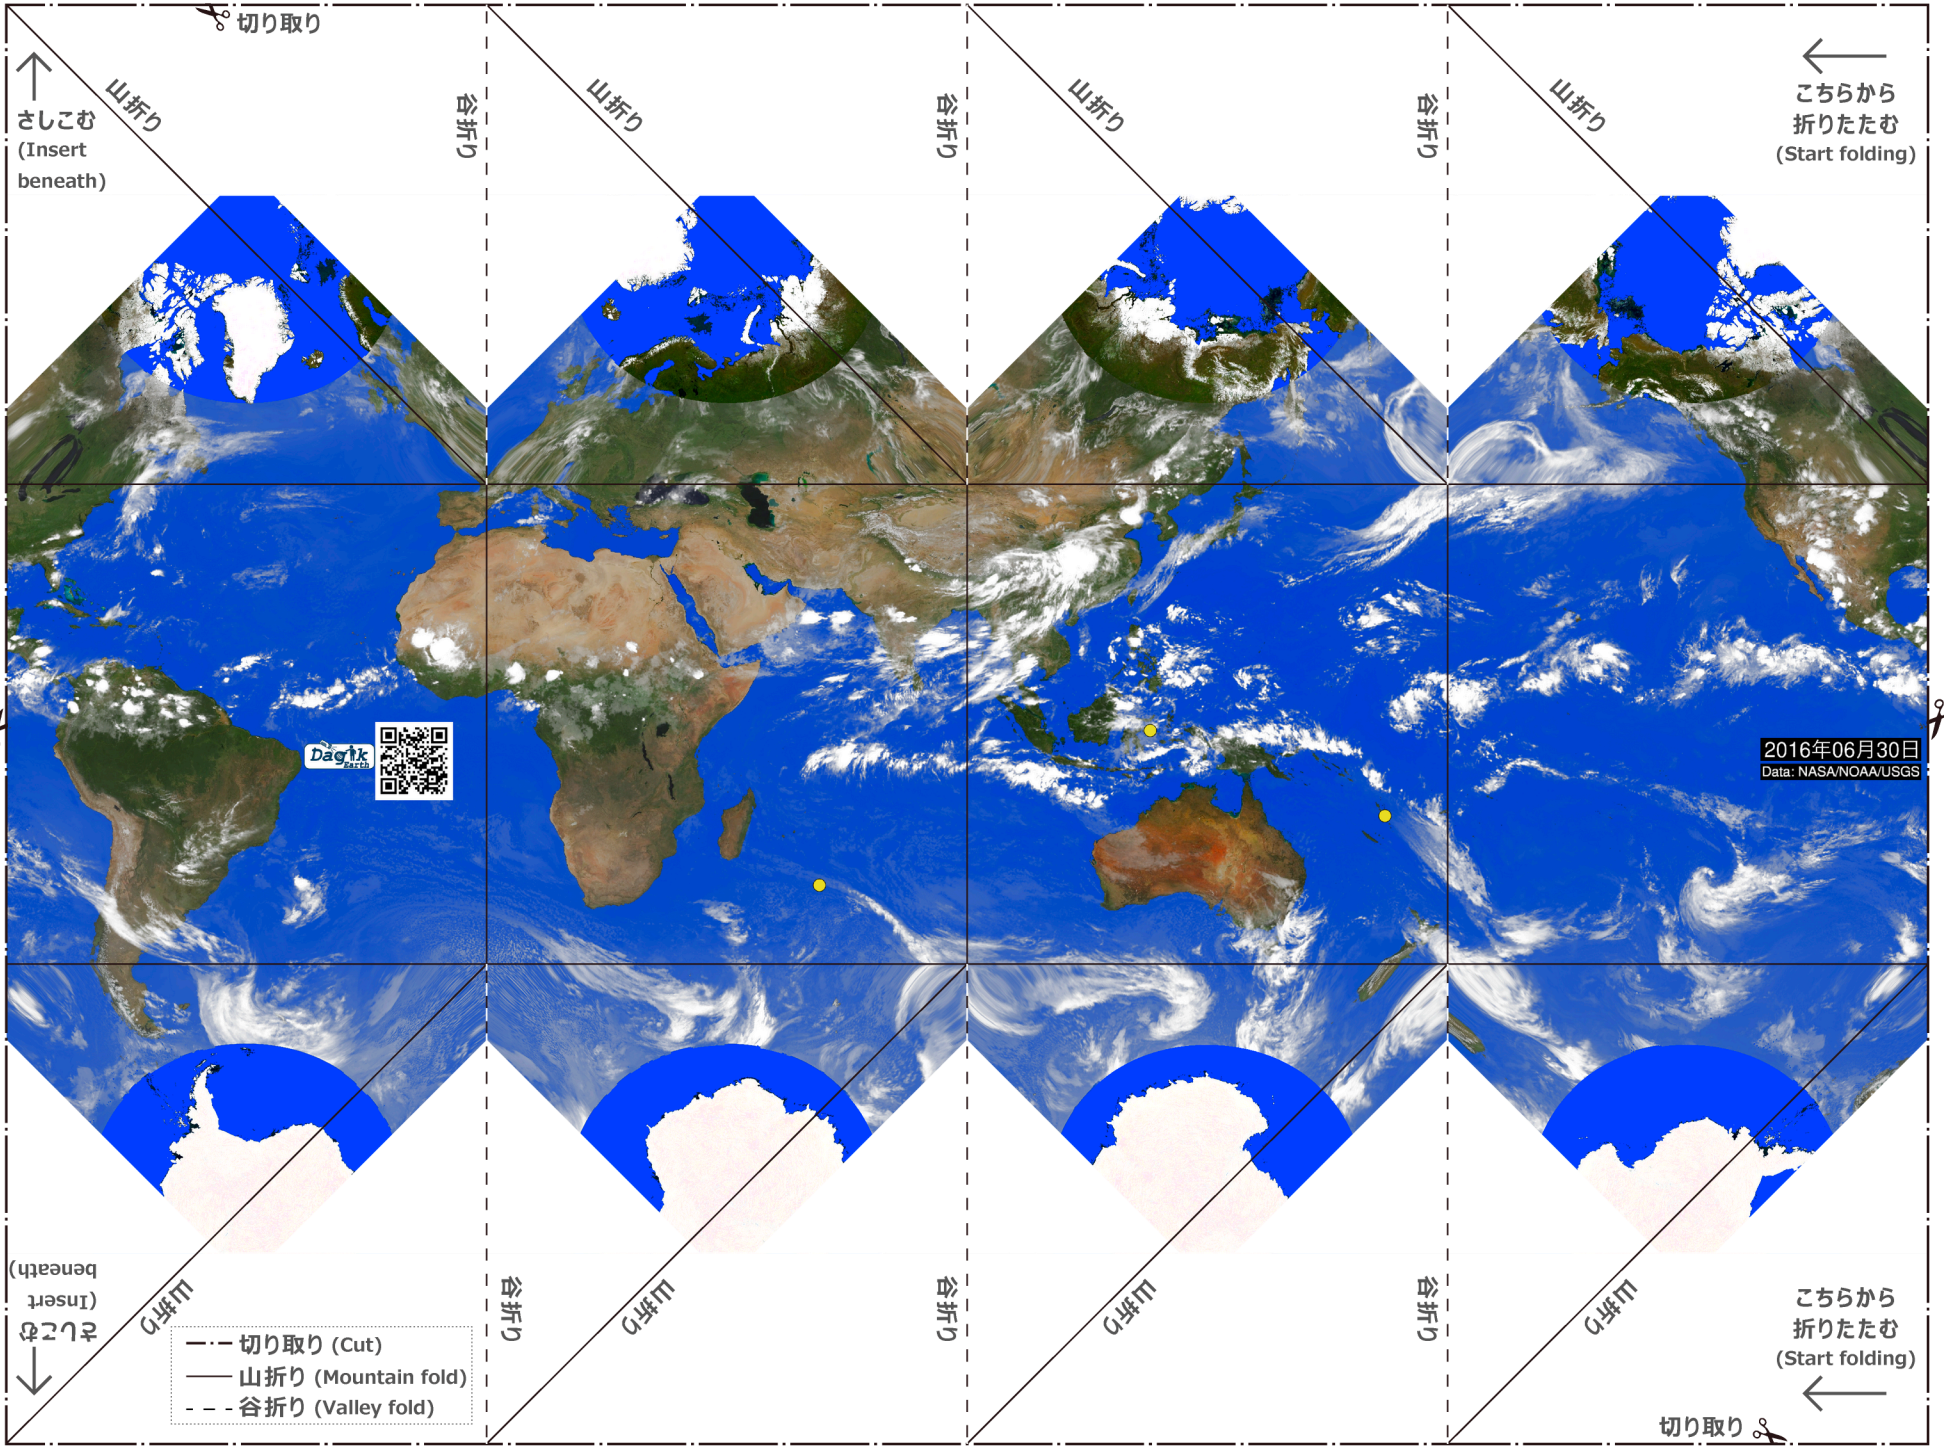 切り取り
山折り
谷折り
山折り
谷折り
山折り
谷折り
山折り
さしこむ
(Insert
beneath)
こちらから
折りたたむ
(Start folding)
Dagik
Earth
2016年06月30日
Data: NASA/NOAA/USGS
さしこむ
(Insert
beneath)
山折り
谷折り
山折り
谷折り
山折り
谷折り
山折り
こちらから
折りたたむ
(Start folding)
切り取り (Cut)
山折り (Mountain fold)
谷折り (Valley fold)
切り取り